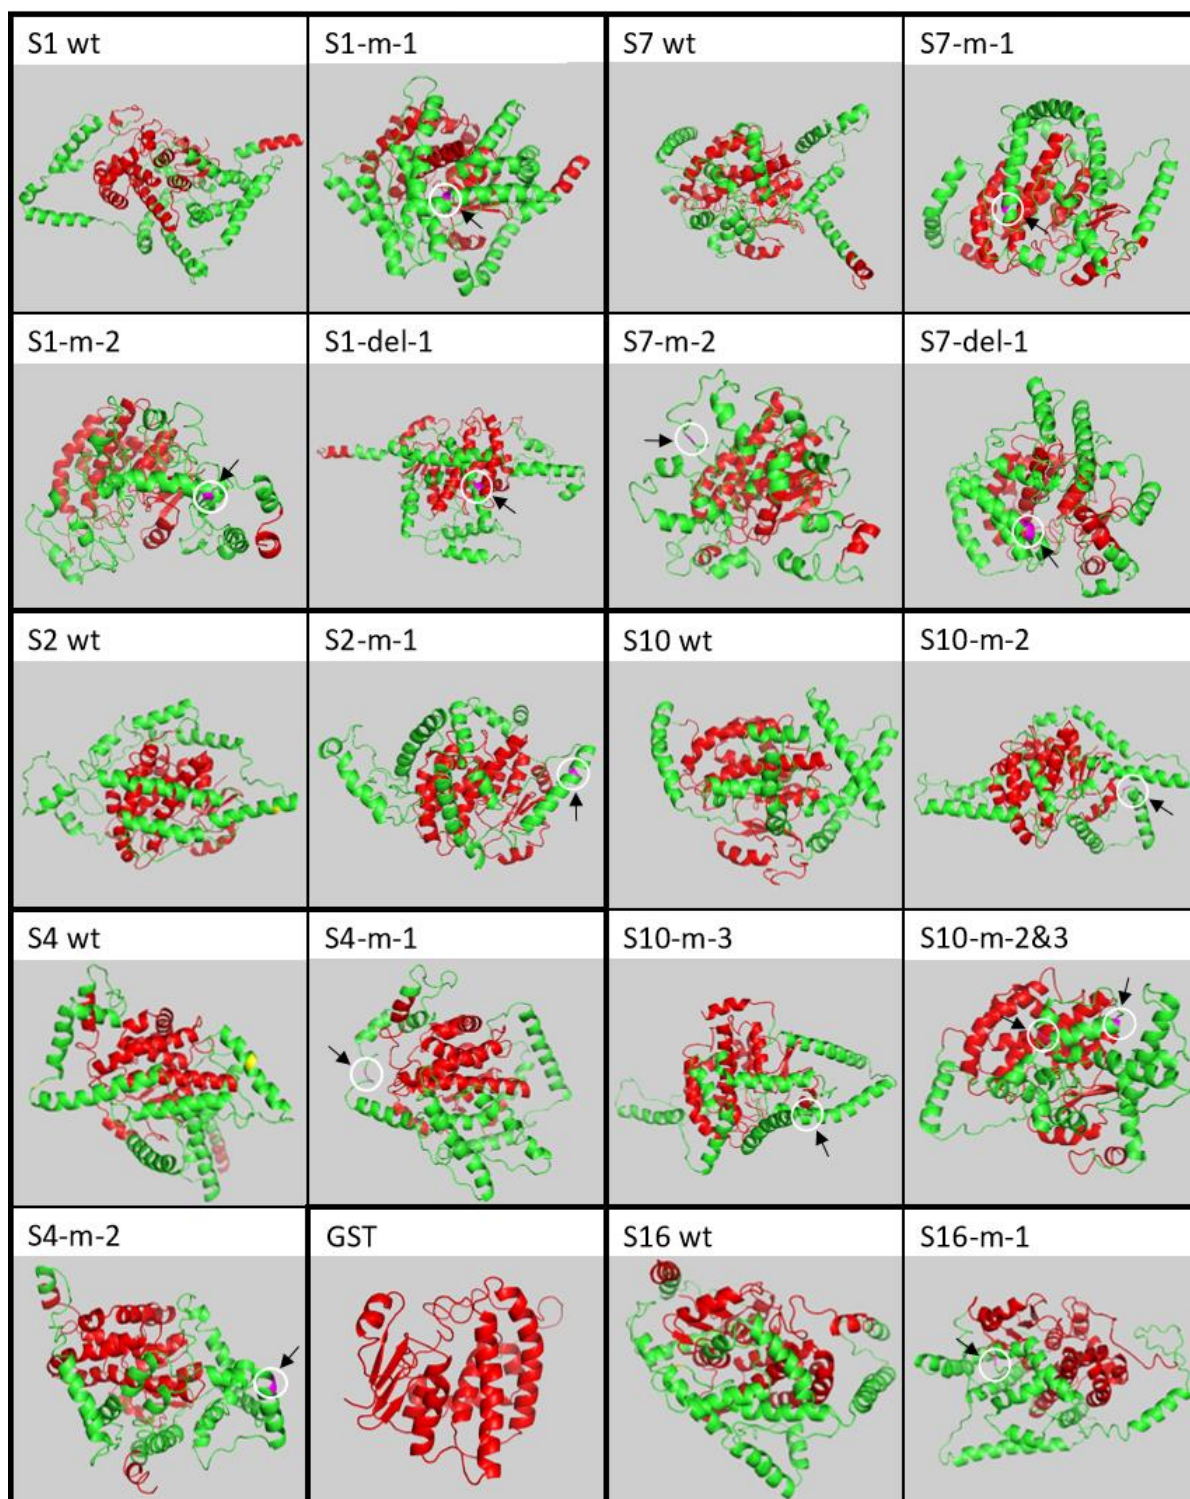 S1 wt
S1-m-1
S7 wt
S7-m-1
S1-m-2
S1-del-1
S7-m-2
S7-del-1
S2 wt
S2-m-1
S10 wt
S10-m-2
S4 wt
S4-m-1
S10-m-3
S10-m-2&3
S4-m-2
GST
S16 wt
S16-m-1